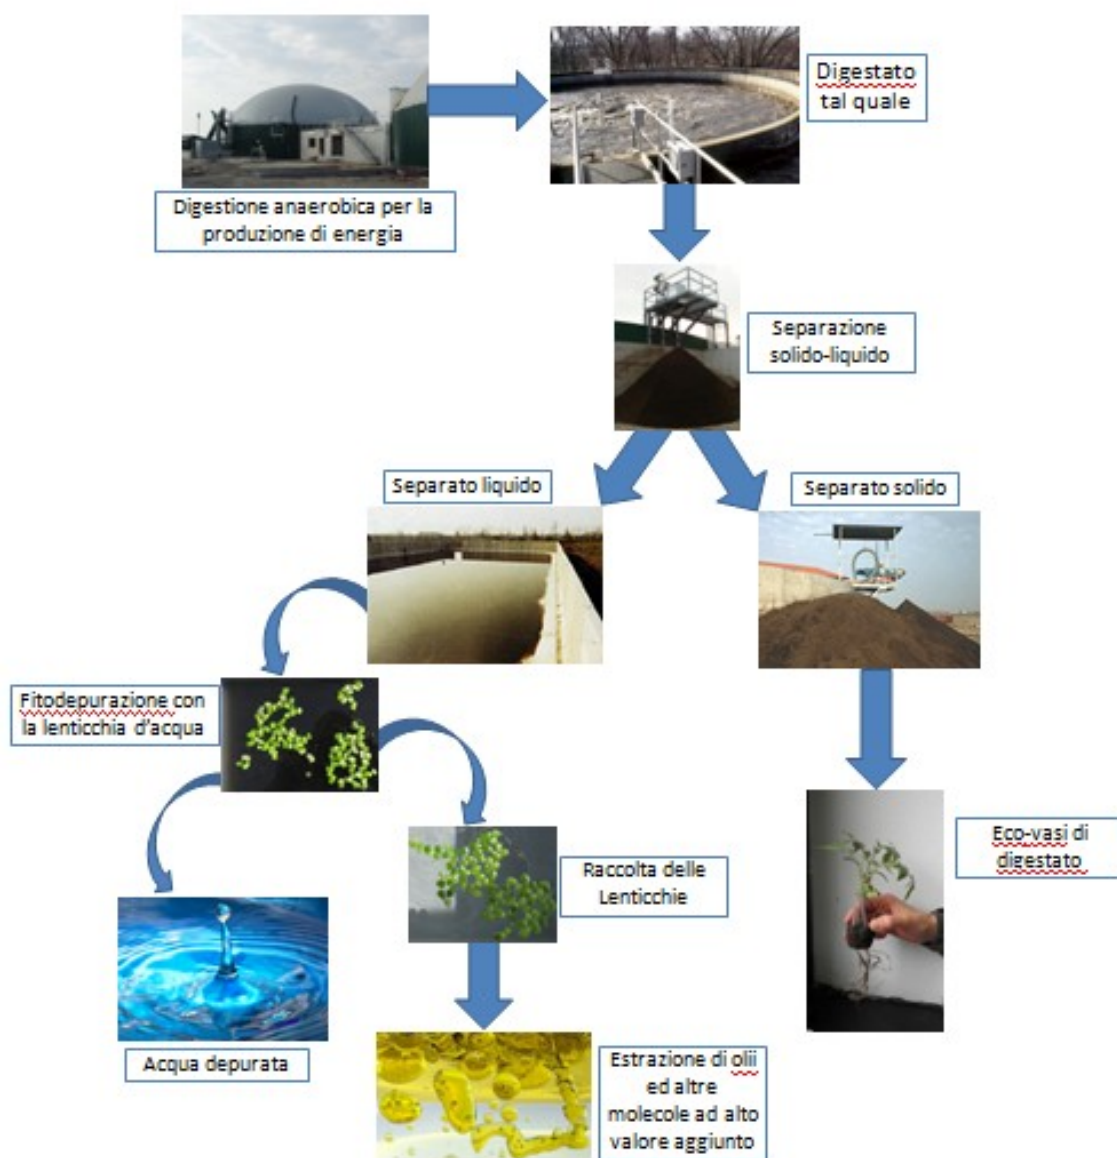 Digestato
tal quale
Digestione anaerobica per la
produzione di energia
Separazione
solido-liquido
Separato liquido
Separato solido
Fitodepurazione con
la lenticchia d'acqua
Raccolta delle
Lenticchie
Eco-vasi di
digestato
Acqua depurata
Estrazione di olii
ed altre
molecole ad alto
valore aggiunto